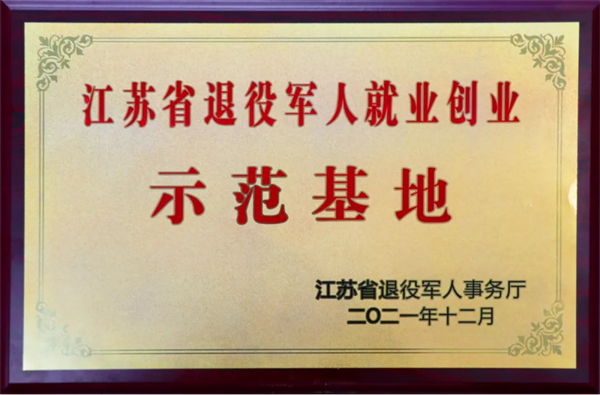 江苏省退役军人就业创业
示范基地
江苏省退役军人事务厅
二〇二一年十二月